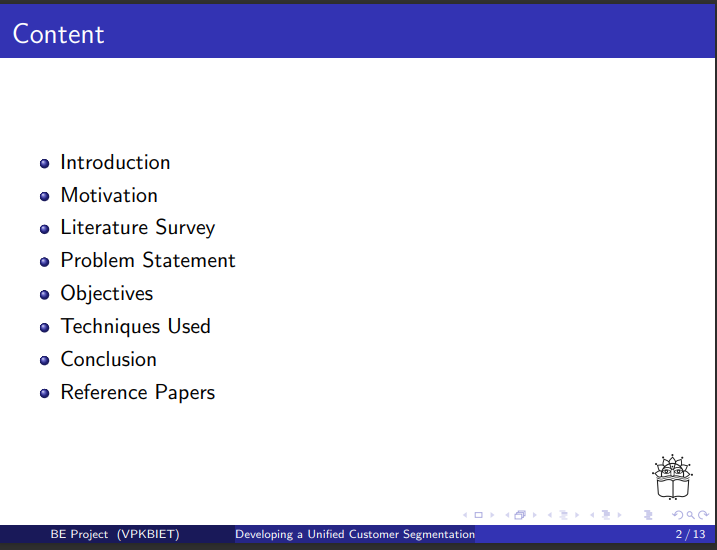 Content
Introduction
Motivation
Literature Survey
Problem Statement
Objectives
Techniques Used
Conclusion
Reference Papers
BE Project (VPKBIET) Developing a Unified Customer Segmentation 2 / 13